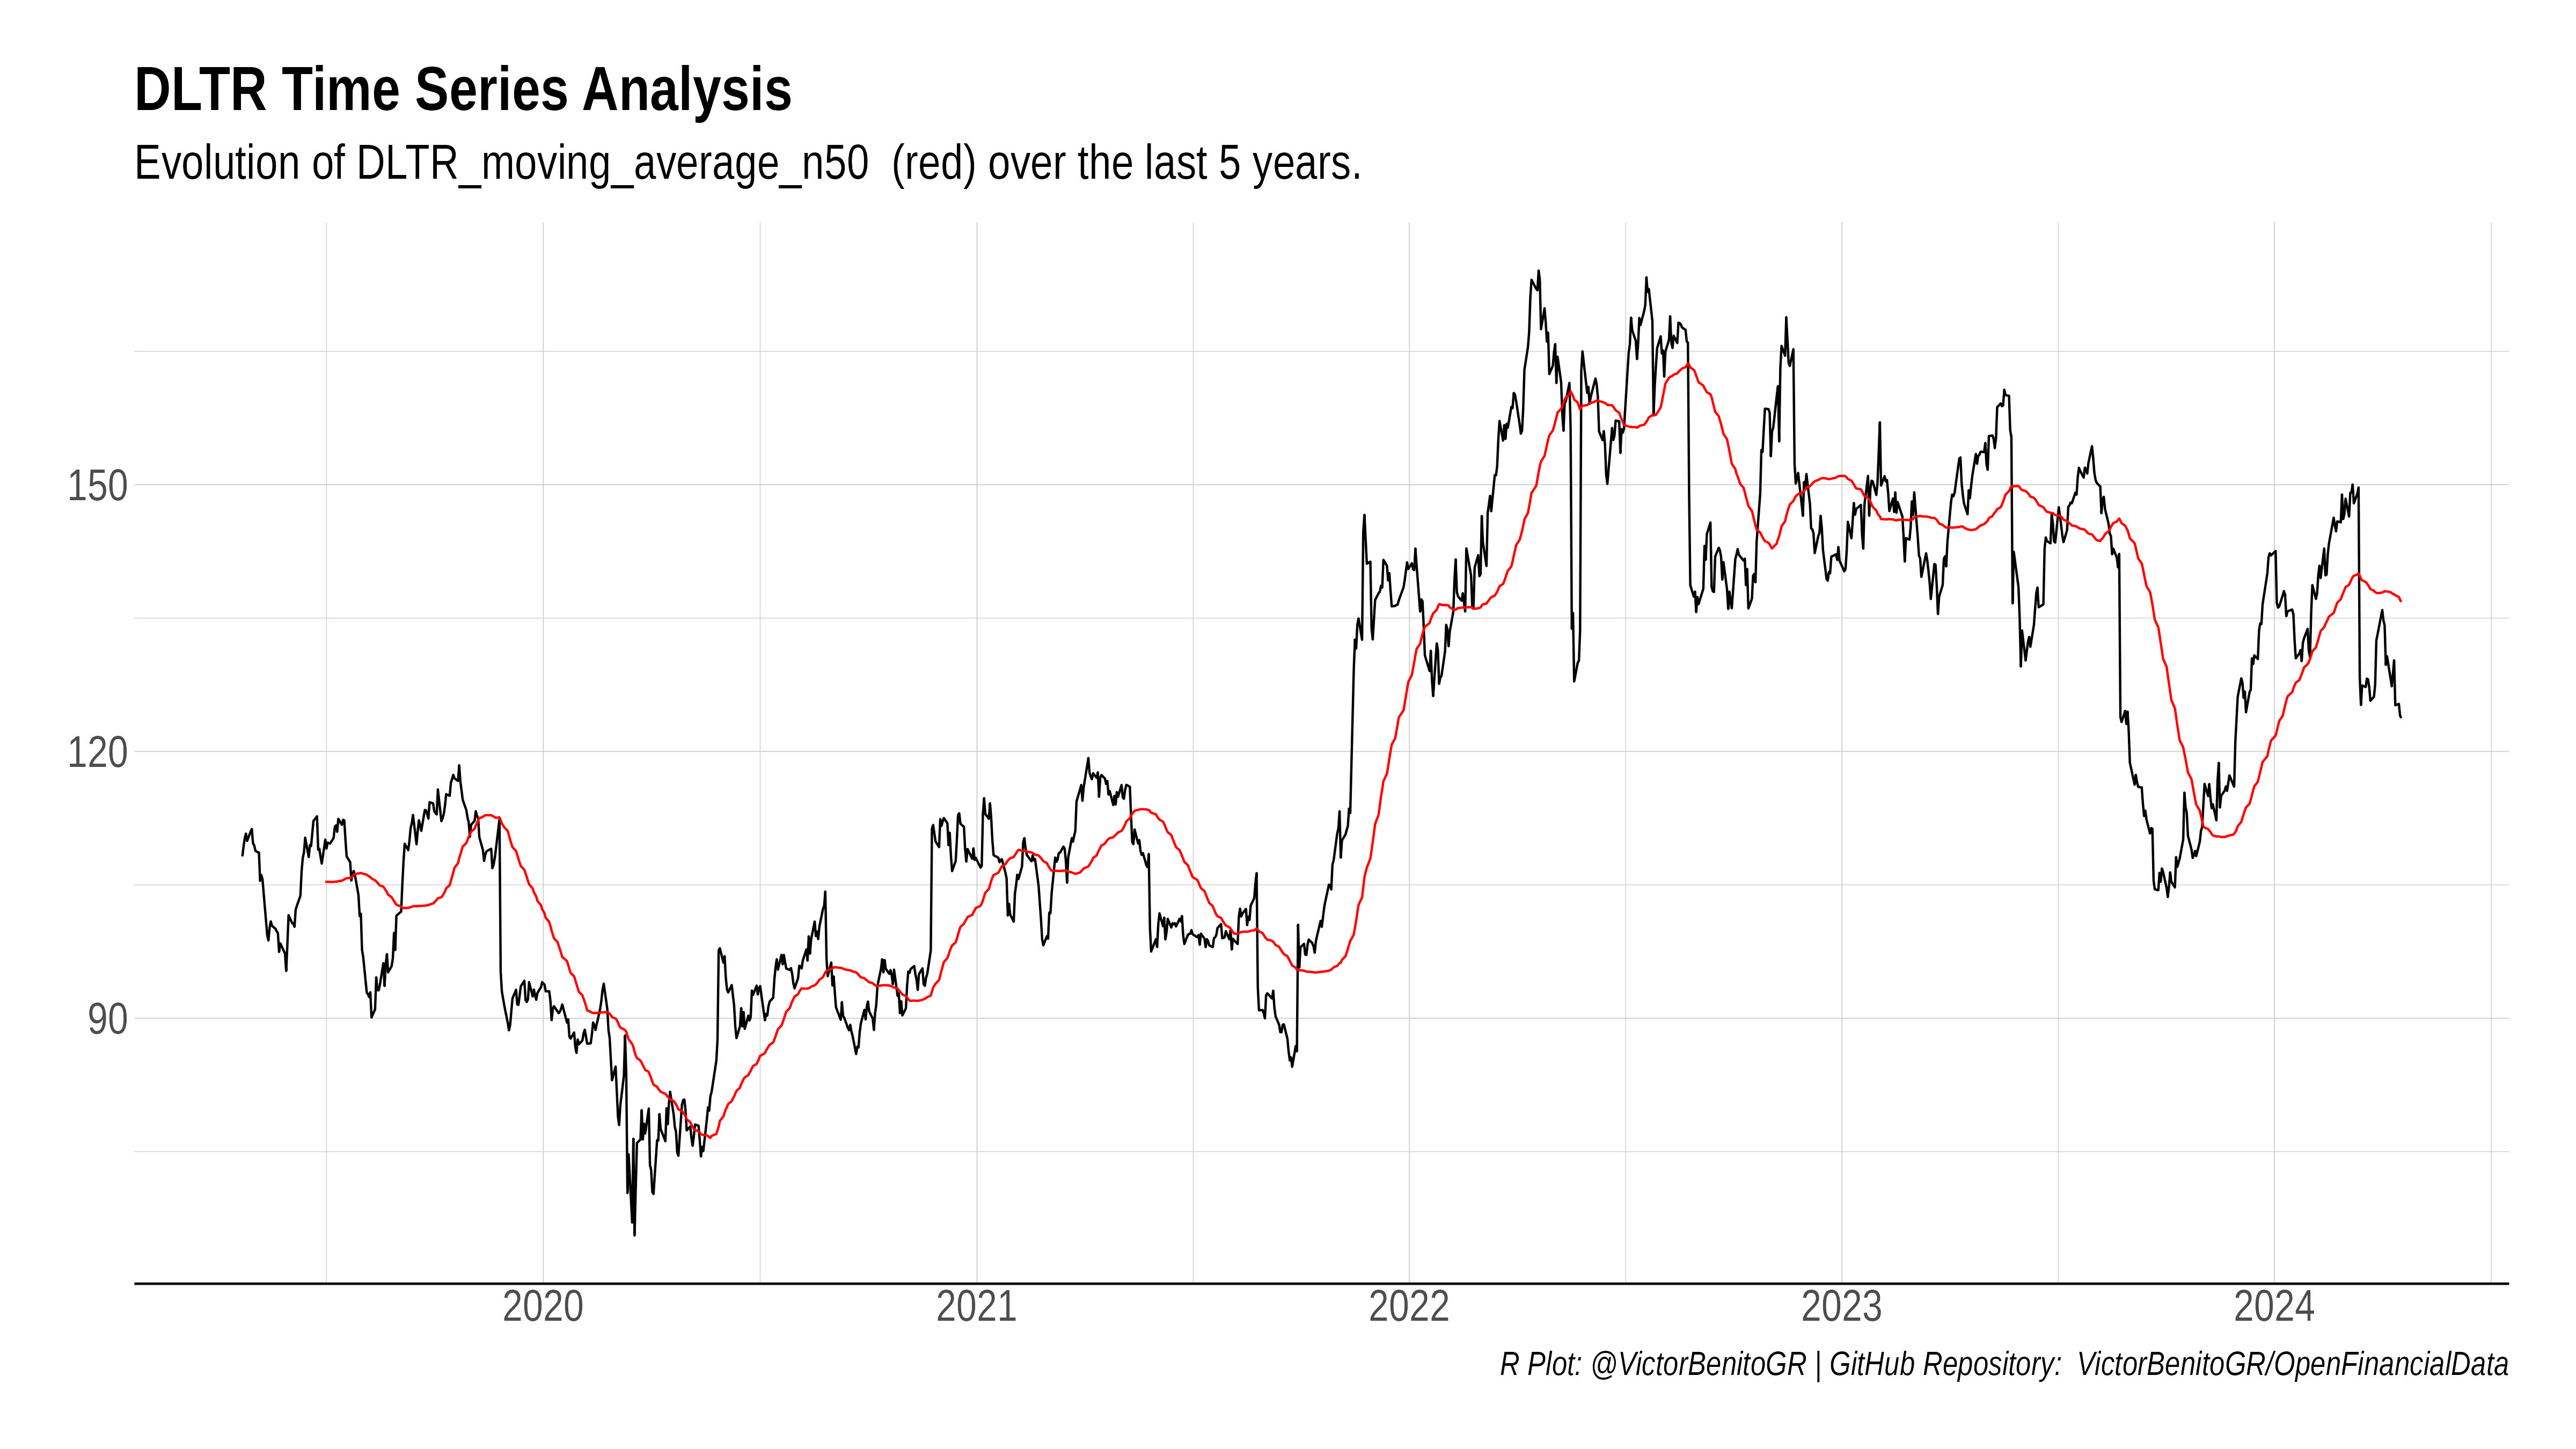 DLTR Time Series Analysis
Evolution of DLTR_moving_average_n50  (red) over the last 5 years.
150
120
90
2020 2021 2022 2023 2024
R Plot: @VictorBenitoGR | GitHub Repository:  VictorBenitoGR/OpenFinancialData